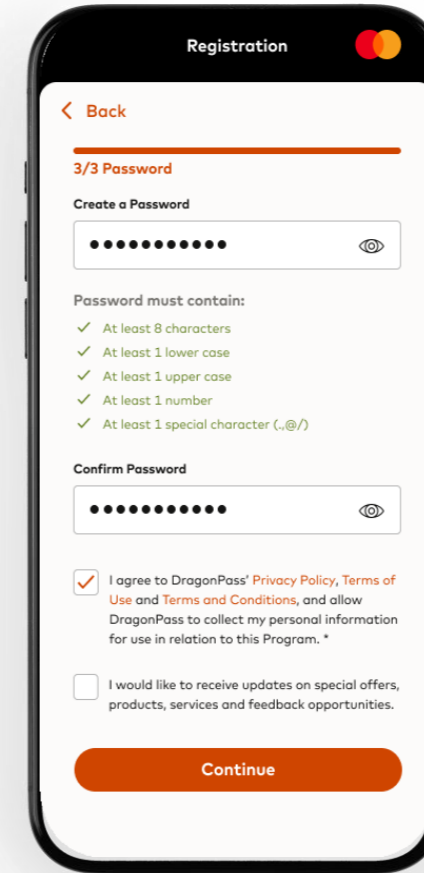 Registration
Back
3/3 Password
Create a Password
Password must contain:
At least 8 characters
At least 1 lower case
At least 1 upper case
At least 1 number
At least 1 special character (.,@/)
Confirm Password
I agree to DragonPass' Privacy Policy, Terms of
Use and Terms and Conditions, and allow
DragonPass to collect my personal information
for use in relation to this Program. *
I would like to receive updates on special offers,
products, services and feedback opportunities.
Continue